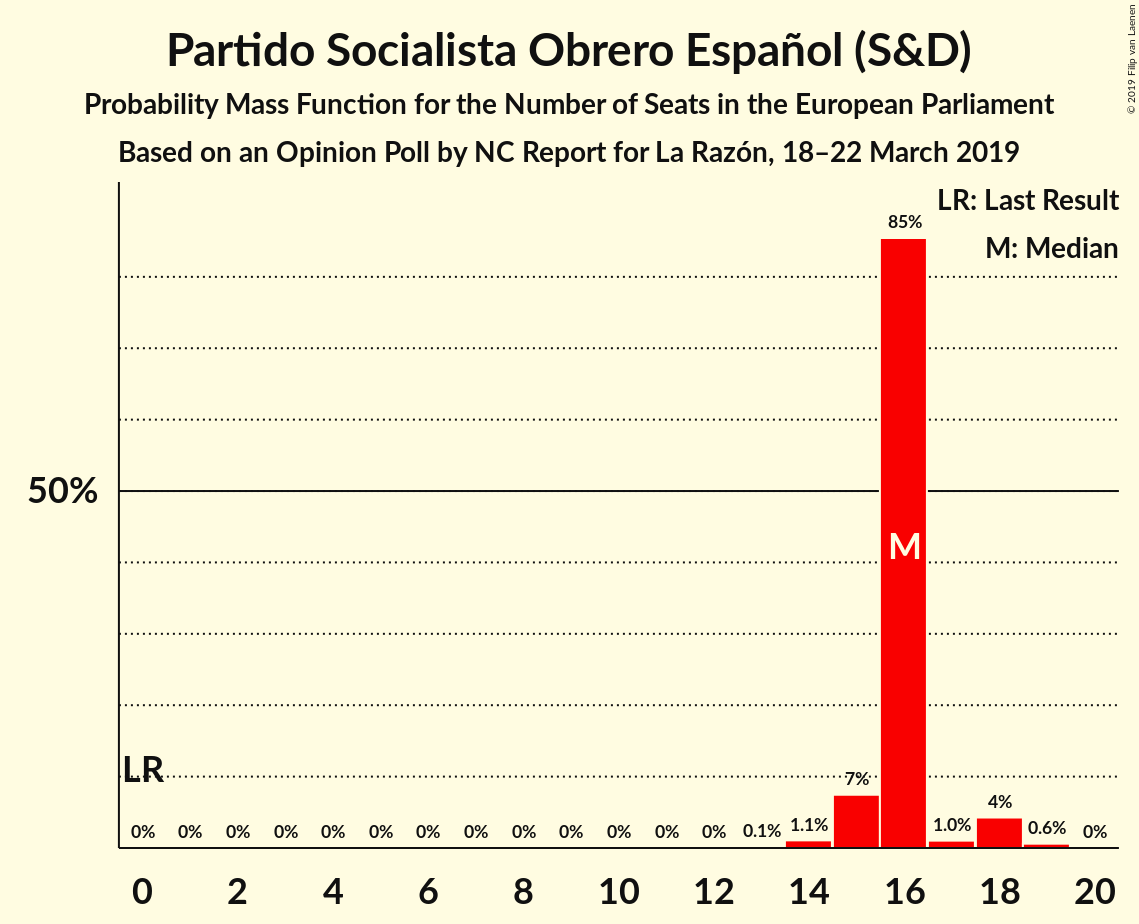 Partido Socialista Obrero Español (S&D)
Probability Mass Function for the Number of Seats in the European Parliament
Based on an Opinion Poll by NC Report for La Razón, 18–22 March 2019
© 2019 Filip van Laenen
LR: Last Result
M: Median
85%
50%
M
LR
7%
4%
0% 0% 0% 0% 0% 0% 0% 0% 0% 0% 0% 0% 0% 0.1% 1.1% 1.0% 0.6% 0%
0 2 4 6 8 10 12 14 16 18 20